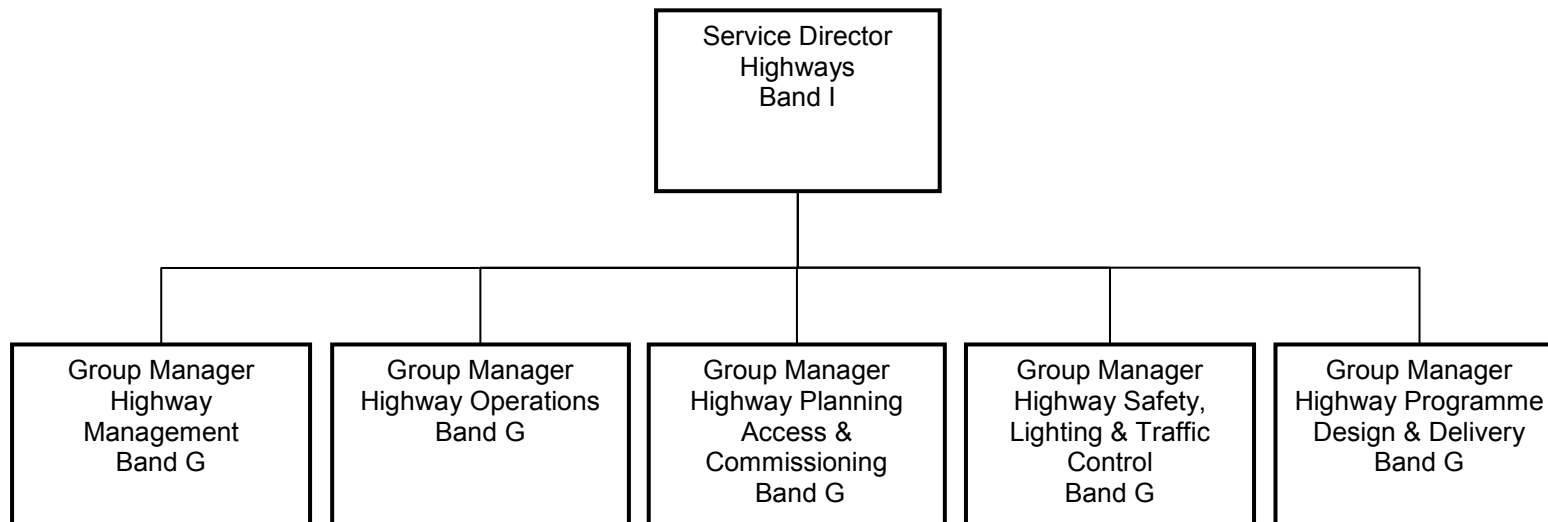 Service Director
Highways
Band I
Group Manager
Highway
Management
Band G
Group Manager
Highway Operations
Band G
Group Manager
Highway Planning
Access &
Commissioning
Band G
Group Manager
Highway Safety,
Lighting & Traffic
Control
Band G
Group Manager
Highway Programme
Design & Delivery
Band G